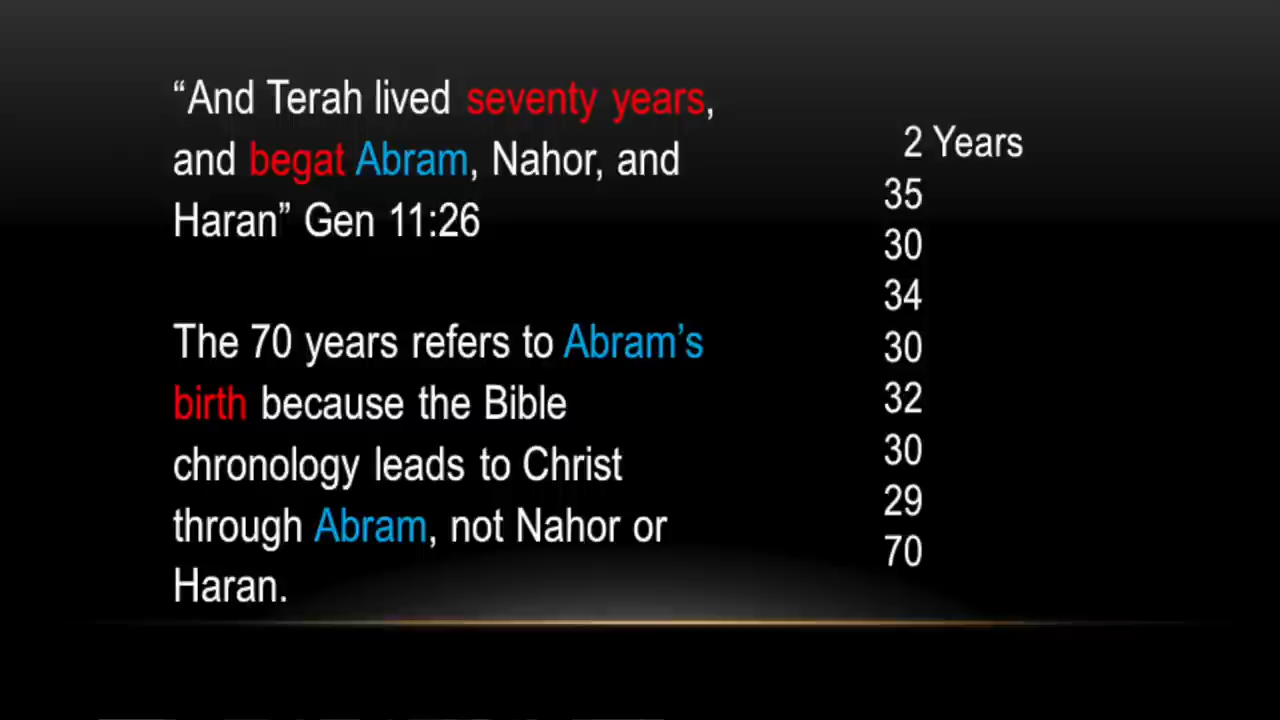 “And Terah lived seventy years,
and begat Abram, Nahor, and
Haran” Gen 11:26
The 70 years refers to Abram’s
birth because the Bible
chronology leads to Christ
through Abram, not Nahor or
Haran.
2 Years
35
30
34
30
32
30
29
70